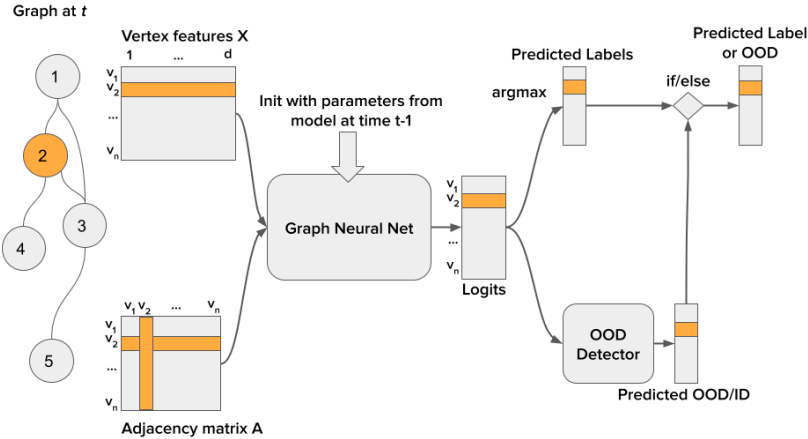 Graph at t
1
2
3
4
5
Vertex features X
1 ... d
v1
v2
...
vn
Adjacency matrix A
v1 v2 ... vn
v1
v2
...
vn
Init with parameters from
model at time t-1
Graph Neural Net
v1
v2
...
vn
Logits
argmax
Predicted Labels
OOD
Detector
Predicted OOD/ID
if/else
Predicted Label
or OOD